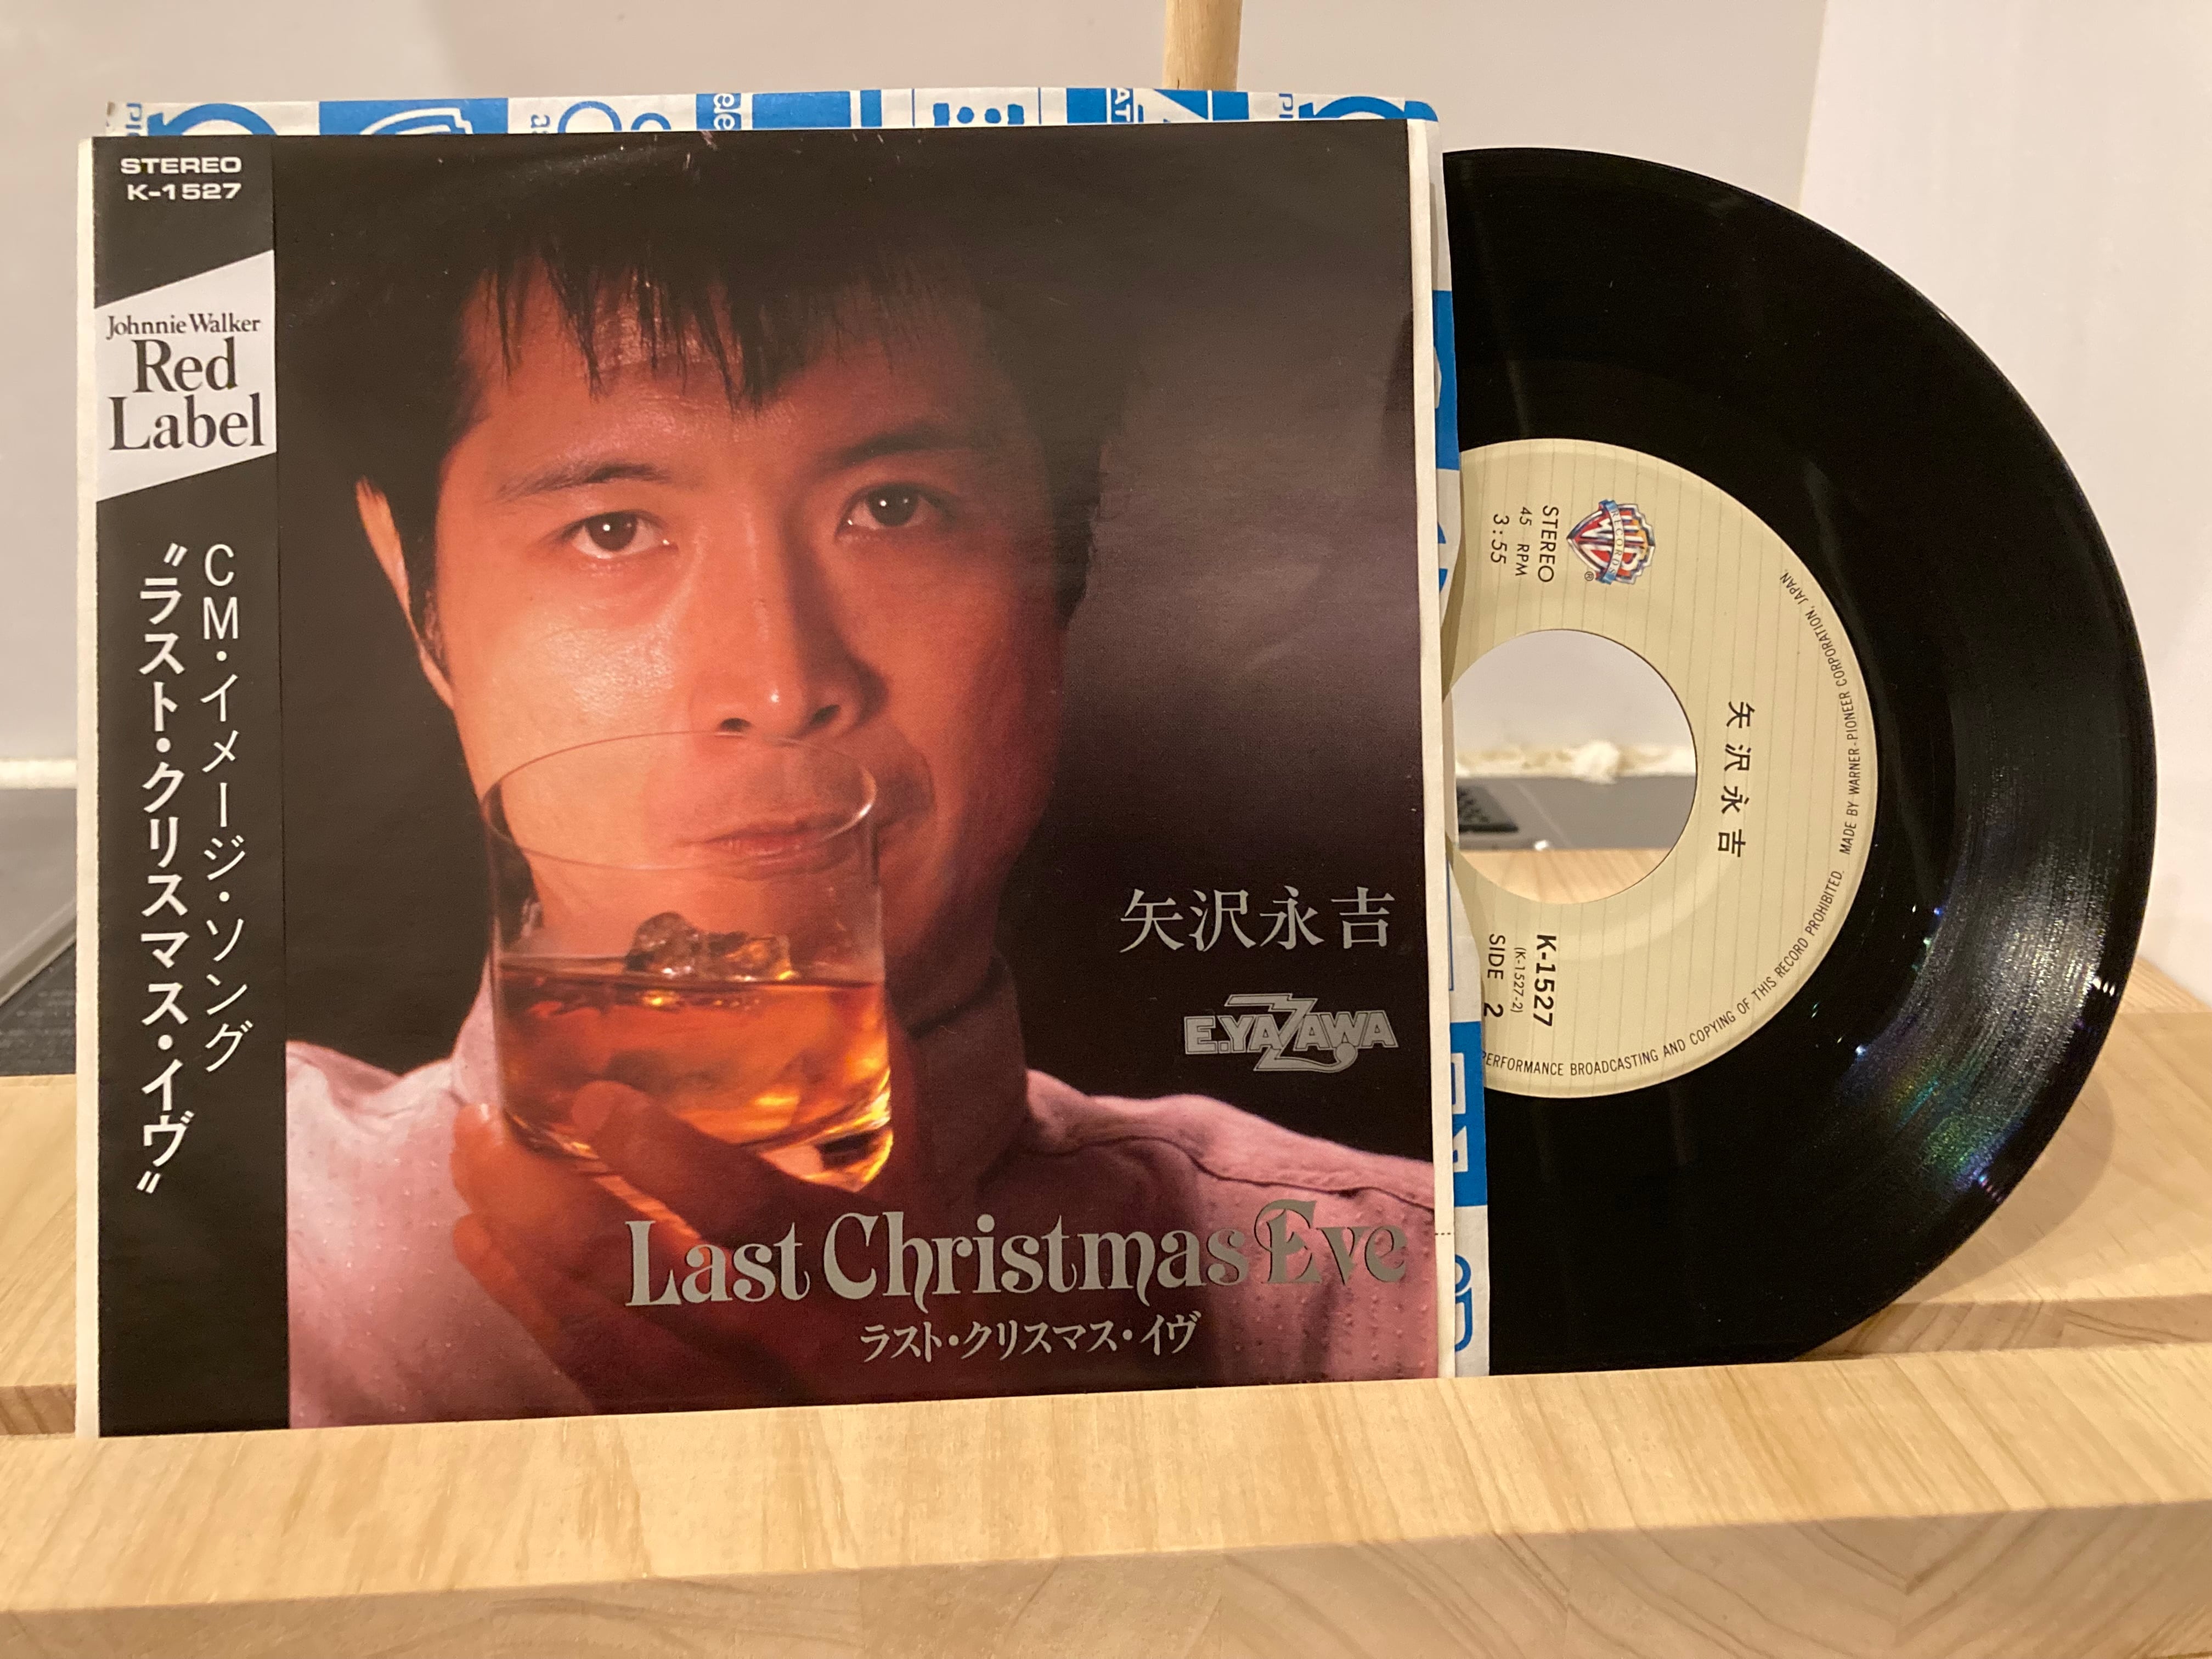 STEREO
K-1527
Johnnie Walker
Red
Label
CM・イメージ・ソング
〝ラスト・クリスマス・イヴ〟
矢沢永吉
E.YAZAWA
Last Christmas Eve
ラスト・クリスマス・イヴ
RECORDS
®
STEREO
45 RPM
3:55
矢沢永吉
K-1527
(K-1527-2)
SIDE 2
PERFORMANCE BROADCASTING AND COPYING OF THIS RECORD PROHIBITED. MADE BY WARNER-PIONEER CORPORATION, JAPAN.